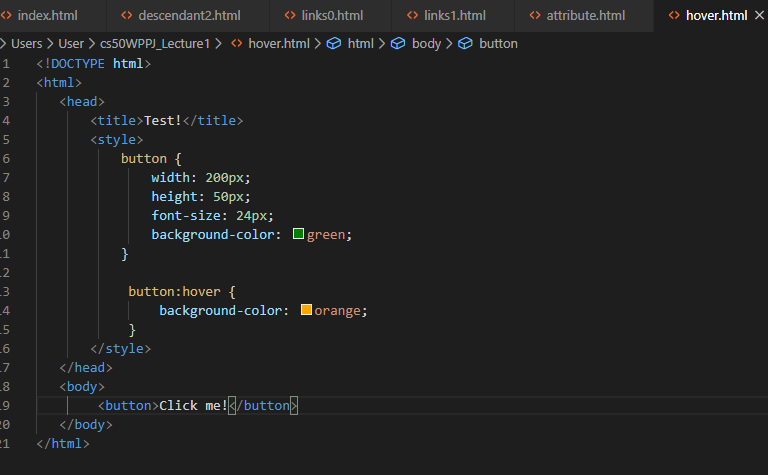 index.html descendant2.html links0.html links1.html attribute.html hover.html
Users > User > cs50WPPJ_Lecture1 > hover.html > html > body > button
1 <!DOCTYPE html>
2 <html>
3 <head>
4 <title>Test!</title>
5 <style>
6 button {
7 width: 200px;
8 height: 50px;
9 font-size: 24px;
10 background-color: green;
11 }
12
13 button:hover {
14 background-color: orange;
15 }
16 </style>
17 </head>
18 <body>
19 <button>Click me!</button>
20 </body>
21 </html>